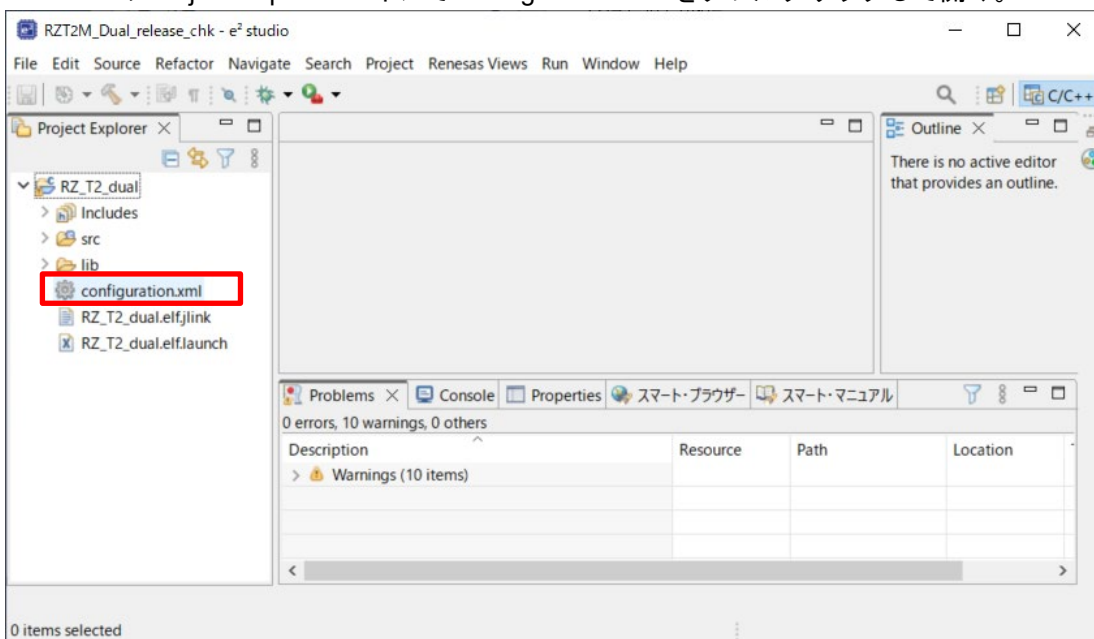 RZT2M_Dual_release_chk - e² studio
File Edit Source Refactor Navigate Search Project Renesas Views Run Window Help
C/C++
Project Explorer
Outline
There is no active editor
that provides an outline.
RZ_T2_dual
Includes
src
lib
configuration.xml
RZ_T2_dual.elf.jlink
RZ_T2_dual.elf.launch
Problems Console Properties スマート・ブラウザー スマート・マニュアル
0 errors, 10 warnings, 0 others
Description Resource Path Location
Warnings (10 items)
0 items selected